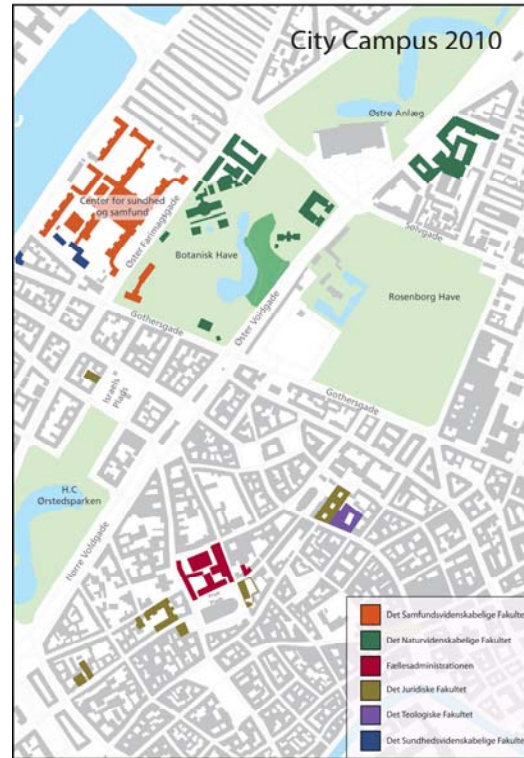 City Campus 2010
Østre Anlæg
Center for sundhed
og samfund
Øster Farimagsgade
Sølvgade
Botanisk Have
Rosenborg Have
Øster Voldgade
Gothersgade
Gothersgade
Israels
Plads
H.C
Ørstedsparken
Nørre Voldgade
Det Samfundsvidenskabelige Fakultet
Det Naturvidenskabelige Fakultet
Fællesadministrationen
Det Juridiske Fakultet
Det Teologiske Fakultet
Det Sundhedsvidenskabelige Fakultet